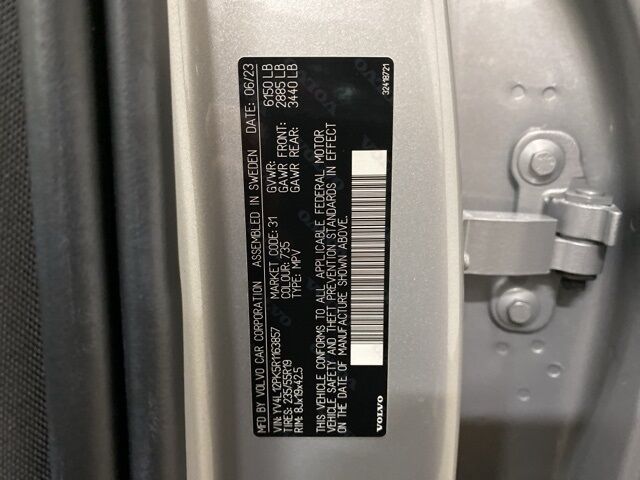 MFD BY VOLVO CAR CORPORATION ASSEMBLED IN SWEDEN DATE: 06/23
VIN: YV4L12PK5R1163857 MARKET CODE: 31 GVWR: 6150 LB
TIRES: 235/55R19 COLOUR: 735 GAWR FRONT: 2885 LB
RIM: 8Jx19x42.5 TYPE: MPV GAWR REAR: 3440 LB
THIS VEHICLE CONFORMS TO ALL APPLICABLE FEDERAL MOTOR
VEHICLE SAFETY AND THEFT PREVENTION STANDARDS IN EFFECT
ON THE DATE OF MANUFACTURE SHOWN ABOVE.
VOLVO 32418721